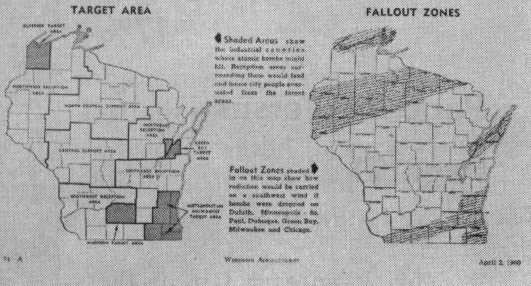 TARGET AREA
FALLOUT ZONES
SUPERIOR TARGET
AREA
NORTHWEST RECEPTION
AREA
NORTH CENTRAL SUPPORT AREA
NORTHEAST
RECEPTION
AREA
GREEN
BAY
TARGET
AREA
CENTRAL SUPPORT AREA
SOUTHEAST RECEPTION
AREA
SOUTHWEST RECEPTION
AREA
METROPOLITAN
MILWAUKEE
TARGET AREA
MADISON TARGET AREA
Shaded Areas show
the industrial counties
where atomic bombs might
hit. Reception areas sur-
rounding these would feed
and house city people evac-
uated from the target
areas.
Fallout Zones shaded
in on this map show how
radiation would be carried
on a southwest wind if
bombs were dropped on
Duluth, Minneapolis - St.
Paul, Dubuque, Green Bay,
Milwaukee and Chicago.
A
Wisconsin Agriculturist
April 2, 1960